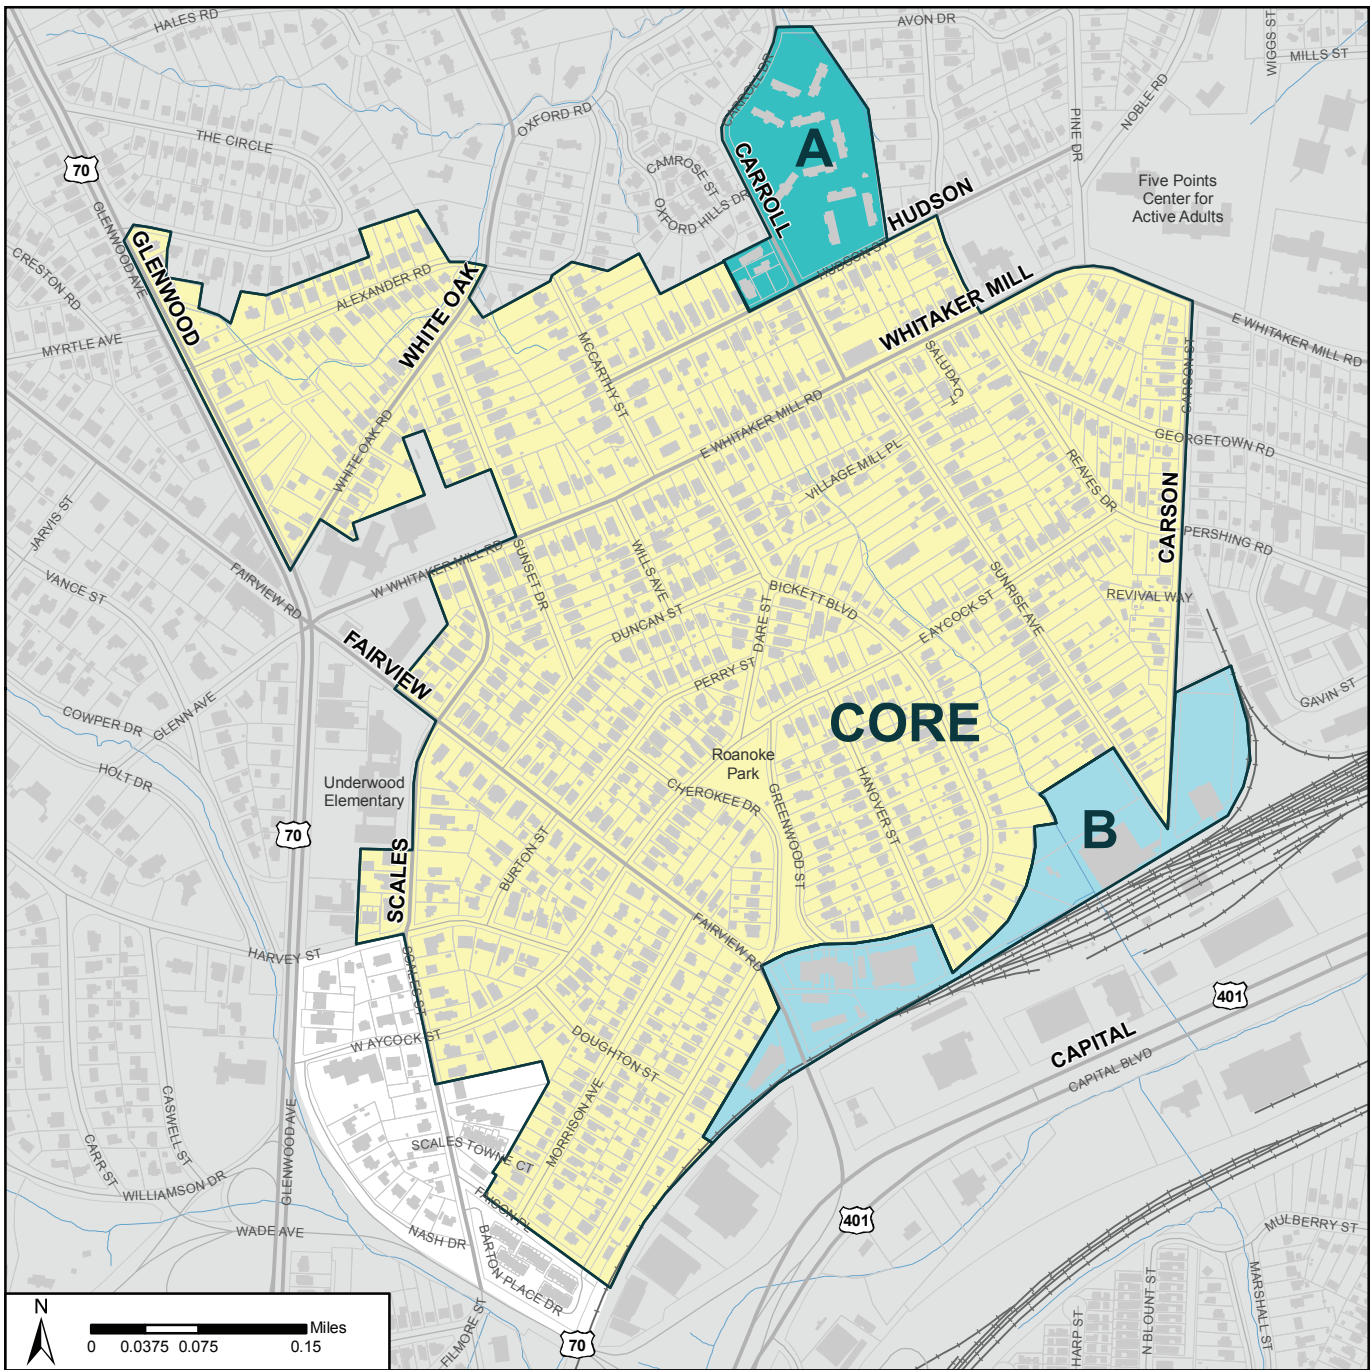 HALES RD
AVON DR
WIGGS ST
MILLS ST
CARROLL DR
NOBLE RD
PINE DR
OXFORD RD
THE CIRCLE
A
70
CAMROSE ST
CARROLL
OXFORD HILLS DR
HUDSON
Five Points
Center for
Active Adults
GLENWOOD AVE
GLENWOOD
CRESTON RD
HUDSON ST
ALEXANDER RD
WHITE OAK
WHITAKER MILL
MYRTLE AVE
E WHITAKER MILL RD
MCCARTHY ST
SALUDA CT
CARSON ST
E WHITAKER MILL RD
WHITE OAK RD
GEORGETOWN RD
VILLAGE MILL PL
REAVES DR
JARVIS ST
CARSON
PERSHING RD
W WHITAKER MILL RD
SUNSET DR
WILLS AVE
FAIRVIEW RD
VANCE ST
BICKETT BLVD
SUNRISE AVE
REVIVAL WAY
DUNCAN ST
DARE ST
E AYCOCK ST
FAIRVIEW
PERRY ST
GAVIN ST
COWPER DR
GLENN AVE
CORE
HOLT DR
Roanoke
Park
Underwood
Elementary
CHEROKEE DR
GREENWOOD ST
HANOVER ST
70
B
BURTON ST
SCALES
FAIRVIEW RD
HARVEY ST
SCALES ST
401
W AYCOCK ST
DOUGHTON ST
CAPITAL
CAPITAL BLVD
CASWELL ST
MORRISON AVE
CARR ST
GLENWOOD AVE
SCALES TOWNE CT
WILLIAMSON DR
FAISON PL
WADE AVE
NASH DR
401
MULBERRY ST
BARTON PLACE DR
FILMORE ST
HARP ST
N BLOUNT ST
MARSHALL ST
70
N
Miles
0 0.0375 0.075 0.15